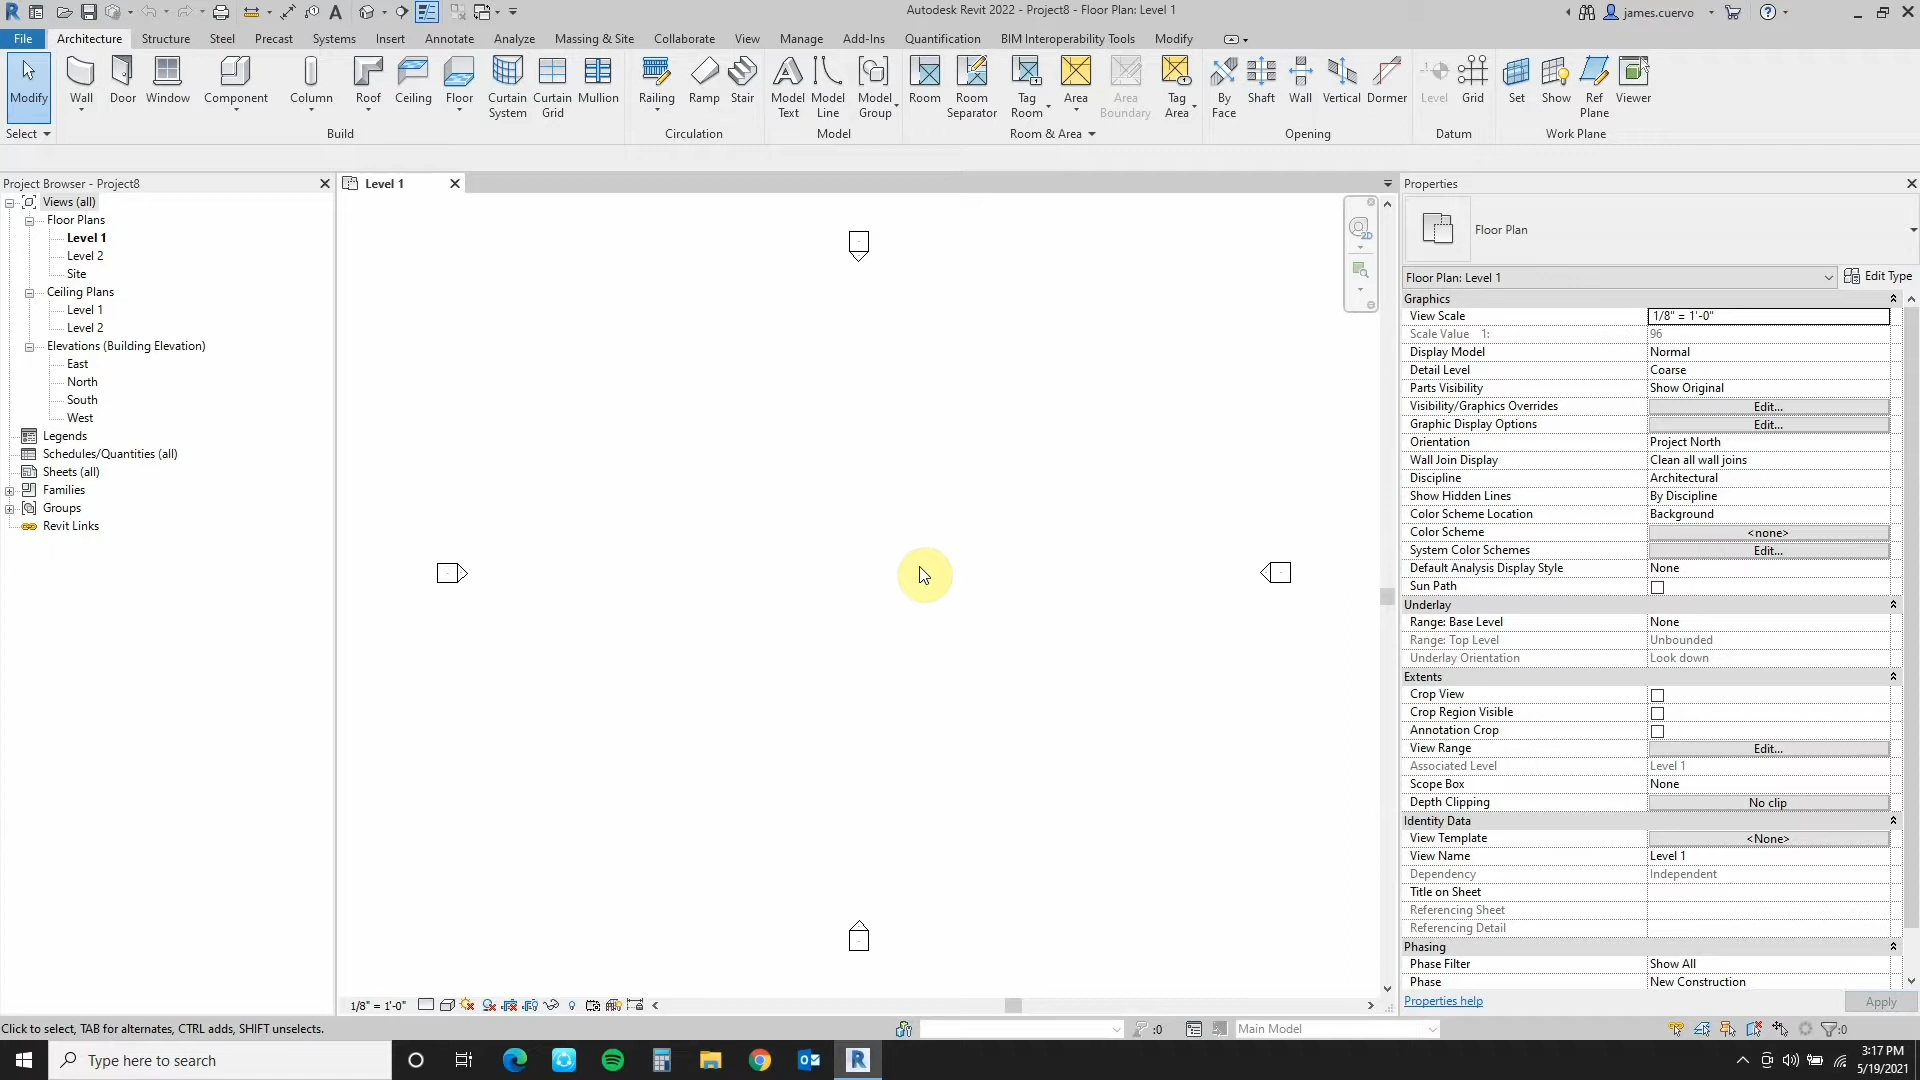 Autodesk Revit 2022 - Project8 - Floor Plan: Level 1
james.cuervo
File Architecture Structure Steel Precast Systems Insert Annotate Analyze Massing & Site Collaborate View Manage Add-Ins Quantification BIM Interoperability Tools Modify
Modify Wall Door Window Component Column Roof Ceiling Floor Curtain System Curtain Grid Mullion Railing Ramp Stair Model Text Model Line Model Group Room Room Separator Tag Room Area Area Boundary Tag Area By Face Shaft Wall Vertical Dormer Level Grid Set Show Ref Plane Viewer
Select Build Circulation Model Room & Area Opening Datum Work Plane
Project Browser - Project8
Views (all)
Floor Plans
Level 1
Level 2
Site
Ceiling Plans
Level 1
Level 2
Elevations (Building Elevation)
East
North
South
West
Legends
Schedules/Quantities (all)
Sheets (all)
Families
Groups
Revit Links
Level 1
2D
1/8" = 1'-0"
Properties
Floor Plan
Floor Plan: Level 1 Edit Type
Graphics
View Scale 1/8" = 1'-0"
Scale Value 1: 96
Display Model Normal
Detail Level Coarse
Parts Visibility Show Original
Visibility/Graphics Overrides Edit...
Graphic Display Options Edit...
Orientation Project North
Wall Join Display Clean all wall joins
Discipline Architectural
Show Hidden Lines By Discipline
Color Scheme Location Background
Color Scheme <none>
System Color Schemes Edit...
Default Analysis Display Style None
Sun Path
Underlay
Range: Base Level None
Range: Top Level Unbounded
Underlay Orientation Look down
Extents
Crop View
Crop Region Visible
Annotation Crop
View Range Edit...
Associated Level Level 1
Scope Box None
Depth Clipping No clip
Identity Data
View Template <None>
View Name Level 1
Dependency Independent
Title on Sheet
Referencing Sheet
Referencing Detail
Phasing
Phase Filter Show All
Phase New Construction
Properties help Apply
Click to select, TAB for alternates, CTRL adds, SHIFT unselects. :0 Main Model :0
Type here to search
3:17 PM
5/19/2021